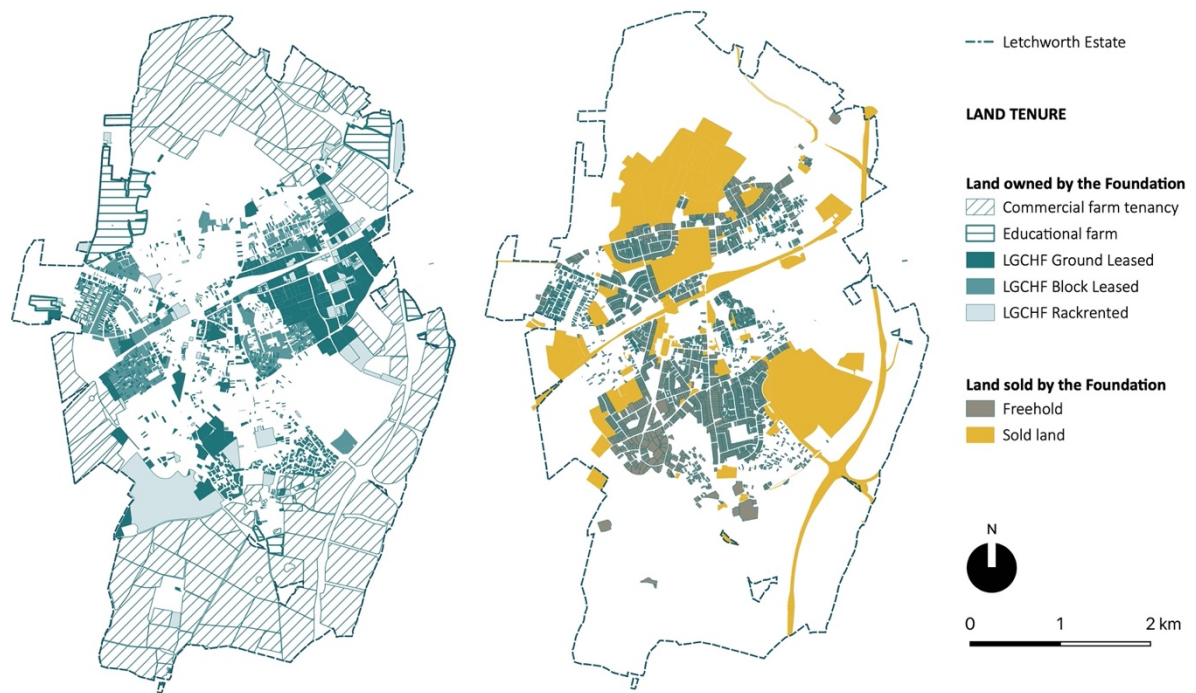 Letchworth Estate
LAND TENURE
Land owned by the Foundation
Commercial farm tenancy
Educational farm
LGCHF Ground Leased
LGCHF Block Leased
LGCHF Rackrented
Land sold by the Foundation
Freehold
Sold land
N
0 1 2 km